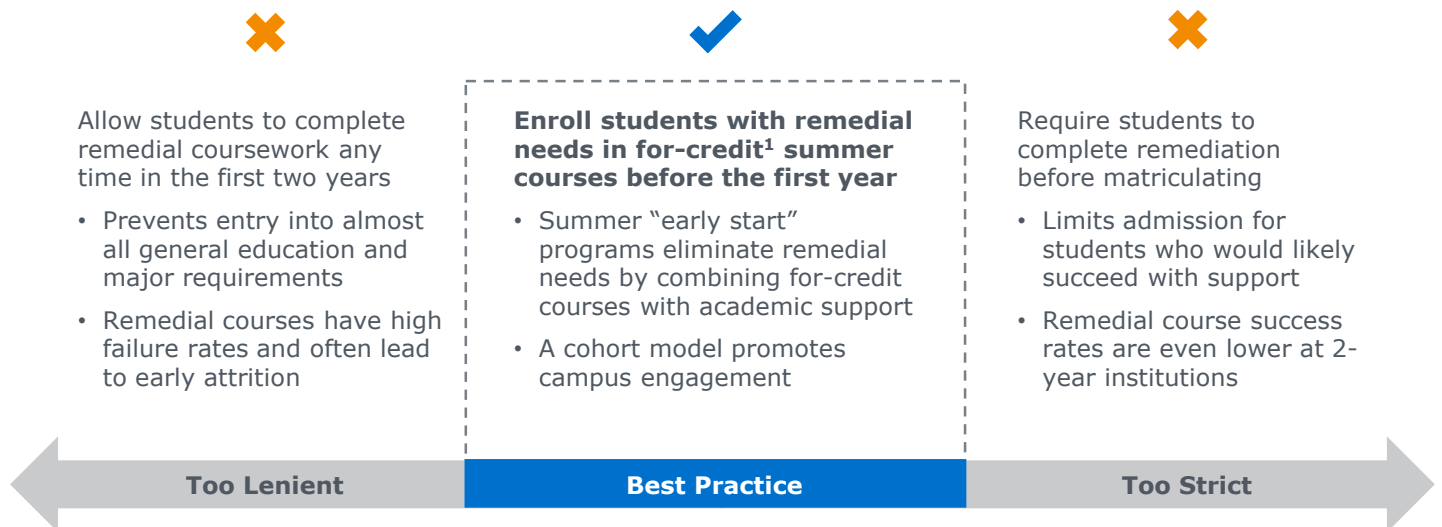 Allow students to complete
remedial coursework any
time in the first two years
• Prevents entry into almost
all general education and
major requirements
• Remedial courses have high
failure rates and often lead
to early attrition
Enroll students with remedial
needs in for-credit¹ summer
courses before the first year
• Summer “early start”
programs eliminate remedial
needs by combining for-credit
courses with academic support
• A cohort model promotes
campus engagement
Require students to
complete remediation
before matriculating
• Limits admission for
students who would likely
succeed with support
• Remedial course success
rates are even lower at 2-
year institutions
Too Lenient
Best Practice
Too Strict